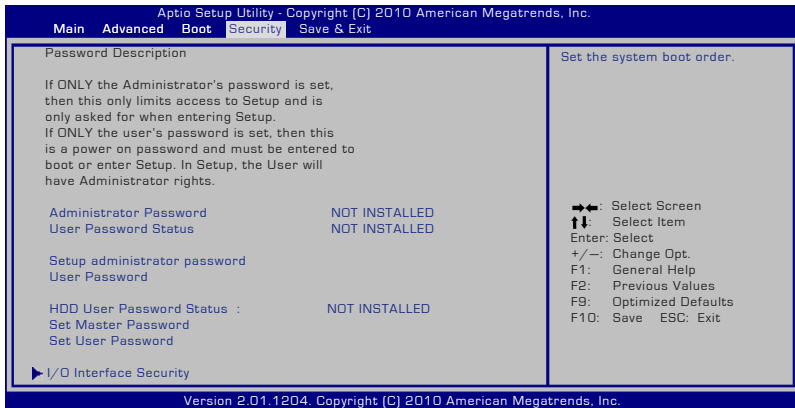 Aptio Setup Utility - Copyright (C) 2010 American Megatrends, Inc.
Main Advanced Boot Security Save & Exit
Password Description
If ONLY the Administrator's password is set,
then this only limits access to Setup and is
only asked for when entering Setup.
If ONLY the user's password is set, then this
is a power on password and must be entered to
boot or enter Setup. In Setup, the User will
have Administrator rights.
Administrator Password NOT INSTALLED
User Password Status NOT INSTALLED
Setup administrator password
User Password
HDD User Password Status : NOT INSTALLED
Set Master Password
Set User Password
I/O Interface Security
Set the system boot order.
→←: Select Screen
↑↓: Select Item
Enter: Select
+/—: Change Opt.
F1: General Help
F2: Previous Values
F9: Optimized Defaults
F10: Save ESC: Exit
Version 2.01.1204. Copyright (C) 2010 American Megatrends, Inc.